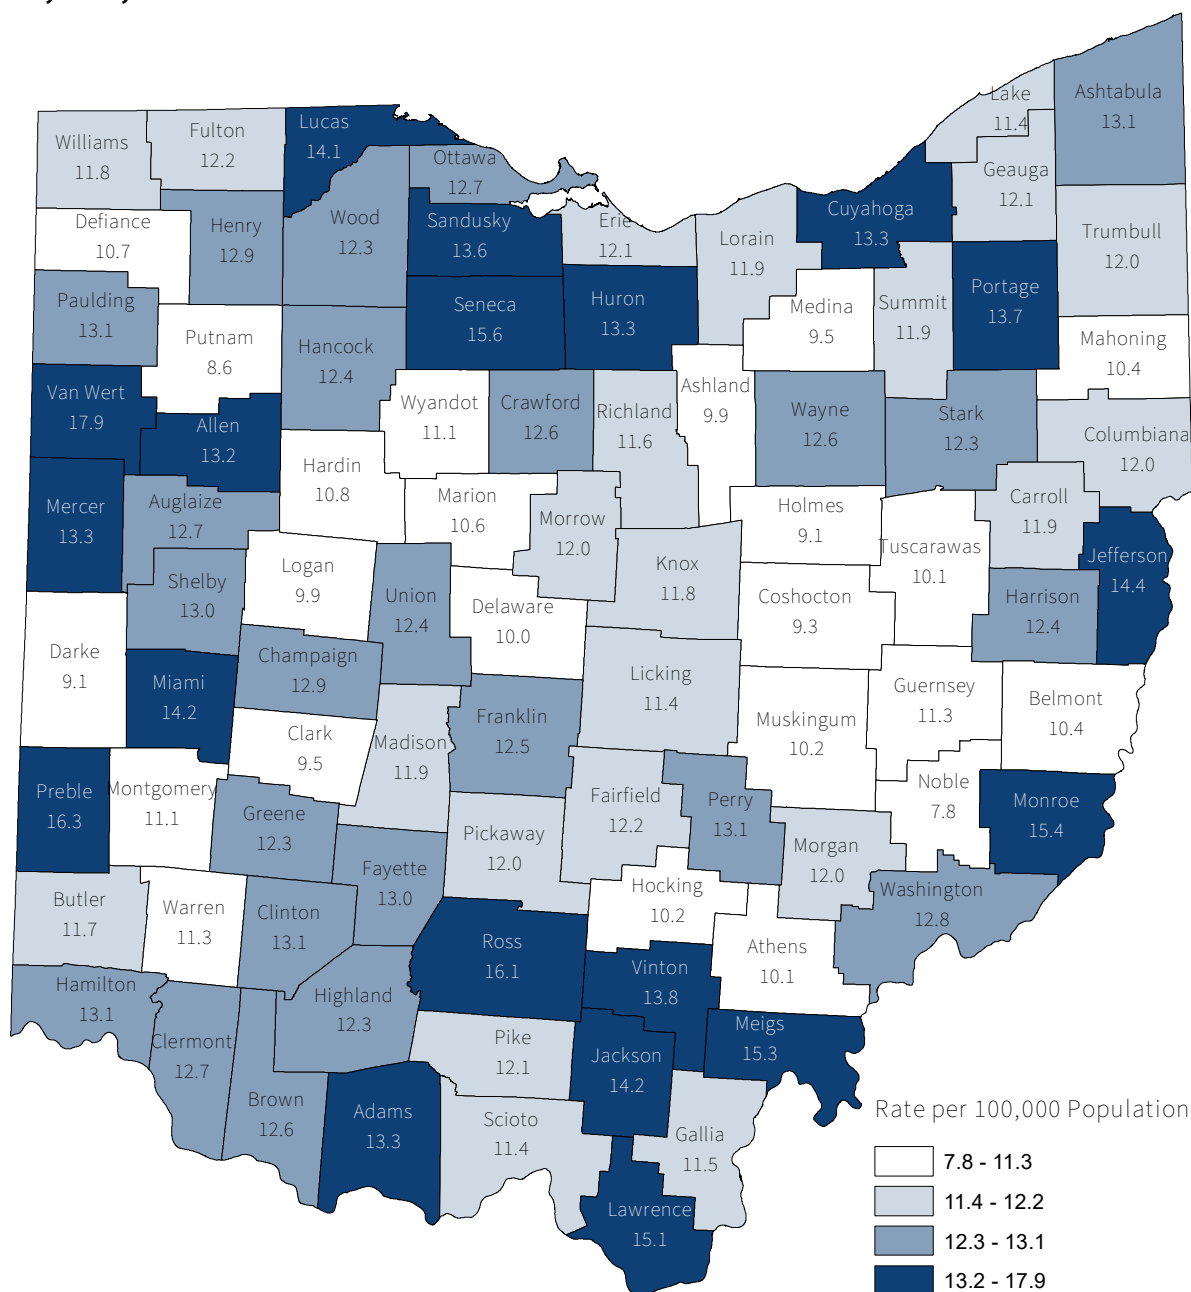 Lake
11.4
Ashtabula
13.1
Williams
11.8
Fulton
12.2
Lucas
14.1
Ottawa
12.7
Geauga
12.1
Defiance
10.7
Henry
12.9
Wood
12.3
Sandusky
13.6
Erie
12.1
Lorain
11.9
Cuyahoga
13.3
Trumbull
12.0
Paulding
13.1
Putnam
8.6
Hancock
12.4
Seneca
15.6
Huron
13.3
Medina
9.5
Summit
11.9
Portage
13.7
Mahoning
10.4
Van Wert
17.9
Allen
13.2
Wyandot
11.1
Crawford
12.6
Richland
11.6
Ashland
9.9
Wayne
12.6
Stark
12.3
Columbiana
12.0
Mercer
13.3
Auglaize
12.7
Hardin
10.8
Marion
10.6
Morrow
12.0
Holmes
9.1
Tuscarawas
10.1
Carroll
11.9
Jefferson
14.4
Shelby
13.0
Logan
9.9
Union
12.4
Delaware
10.0
Knox
11.8
Coshocton
9.3
Harrison
12.4
Darke
9.1
Miami
14.2
Champaign
12.9
Licking
11.4
Muskingum
10.2
Guernsey
11.3
Belmont
10.4
Clark
9.5
Madison
11.9
Franklin
12.5
Preble
16.3
Montgomery
11.1
Greene
12.3
Fayette
13.0
Pickaway
12.0
Fairfield
12.2
Perry
13.1
Morgan
12.0
Noble
7.8
Monroe
15.4
Butler
11.7
Warren
11.3
Clinton
13.1
Ross
16.1
Hocking
10.2
Athens
10.1
Washington
12.8
Hamilton
13.1
Clermont
12.7
Highland
12.3
Vinton
13.8
Meigs
15.3
Brown
12.6
Adams
13.3
Pike
12.1
Jackson
14.2
Scioto
11.4
Gallia
11.5
Lawrence
15.1
Rate per 100,000 Population
7.8 - 11.3
11.4 - 12.2
12.3 - 13.1
13.2 - 17.9